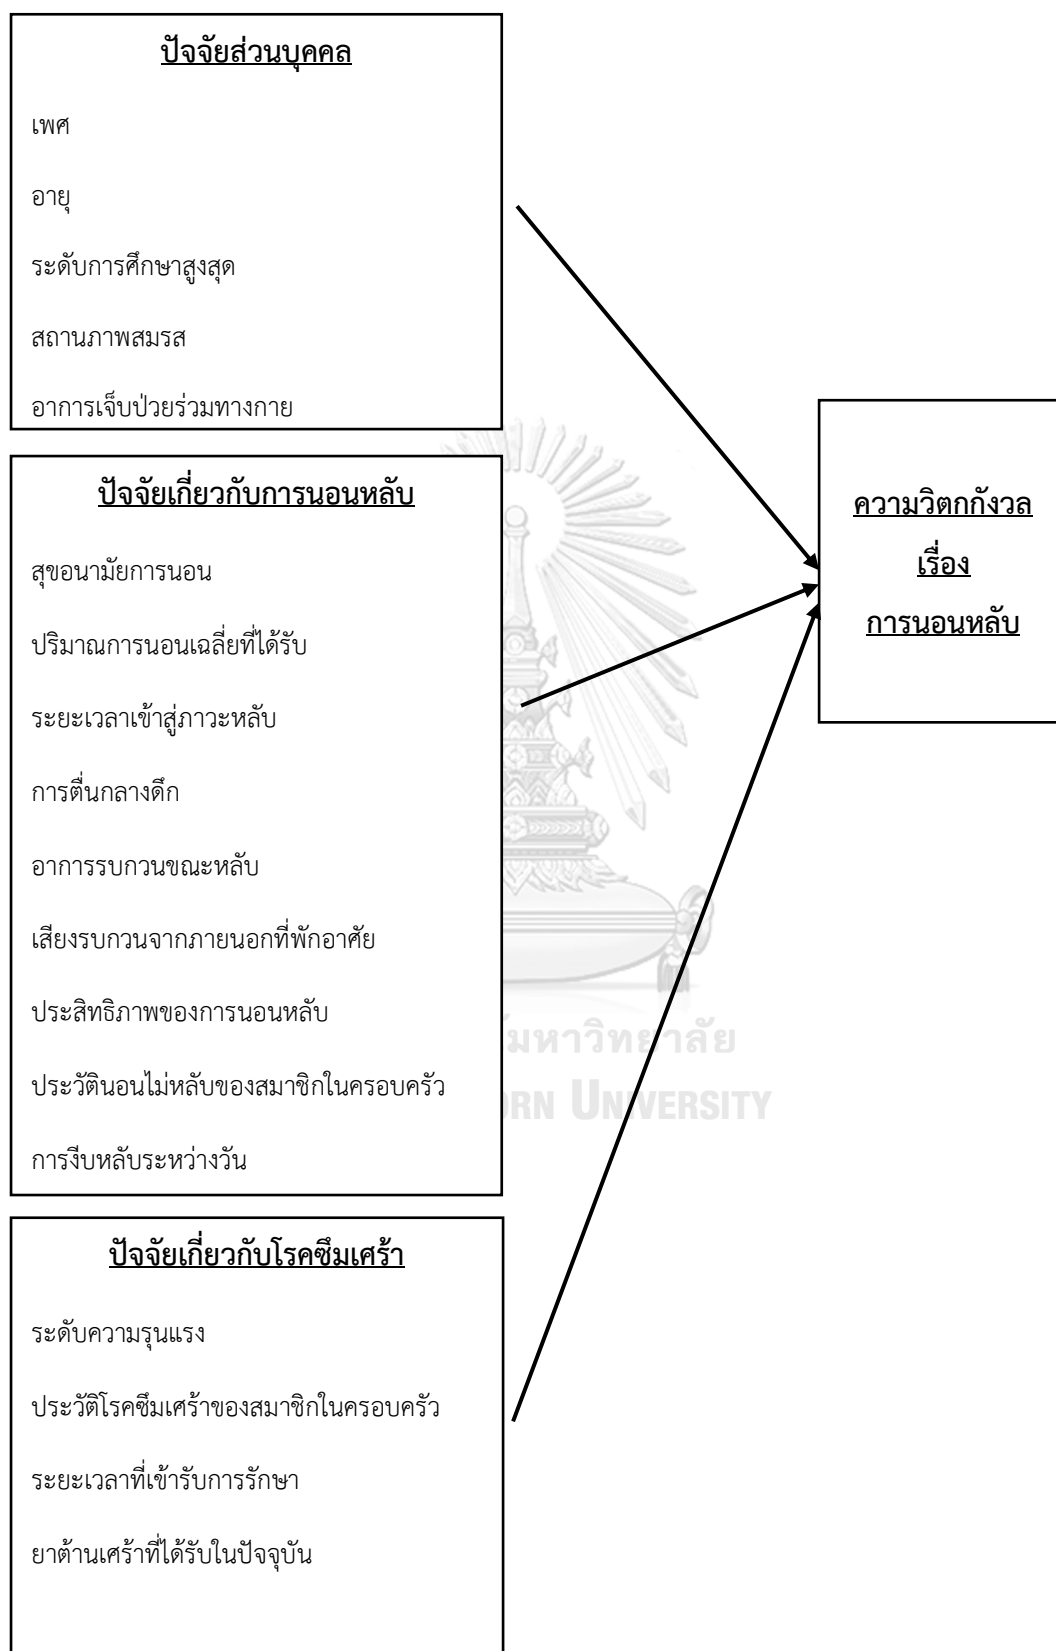 ปัจจัยส่วนบุคคล
เพศ
อายุ
ระดับการศึกษาสูงสุด
สถานภาพสมรส
อาการเจ็บป่วยร่วมทางกาย
ปัจจัยเกี่ยวกับการนอนหลับ
สุขอนามัยการนอน
ปริมาณการนอนเฉลี่ยที่ได้รับ
ระยะเวลาเข้าสู่ภาวะหลับ
การตื่นกลางดึก
อาการรบกวนขณะหลับ
เสียงรบกวนจากภายนอกที่พักอาศัย
ประสิทธิภาพของการนอนหลับ
ประวัตินอนไม่หลับของสมาชิกในครอบครัว
การงีบหลับระหว่างวัน
ปัจจัยเกี่ยวกับโรคซึมเศร้า
ระดับความรุนแรง
ประวัติโรคซึมเศร้าของสมาชิกในครอบครัว
ระยะเวลาที่เข้ารับการรักษา
ยาต้านเศร้าที่ได้รับในปัจจุบัน
ความวิตกกังวล
เรื่อง
การนอนหลับ
มหาวิทยาลัย
UNIVERSITY